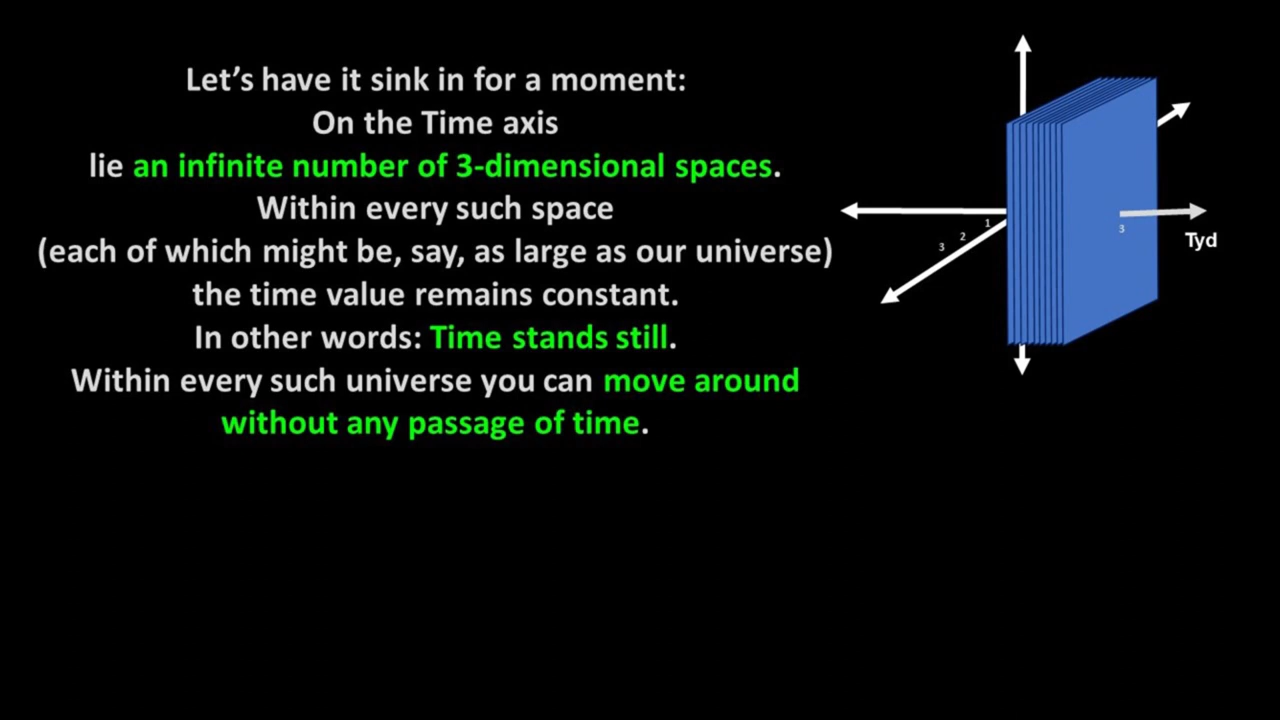 Let's have it sink in for a moment:
On the Time axis
lie an infinite number of 3-dimensional spaces.
Within every such space
(each of which might be, say, as large as our universe)
the time value remains constant.
In other words: Time stands still.
Within every such universe you can move around
without any passage of time.
1
2
3
3
Tyd